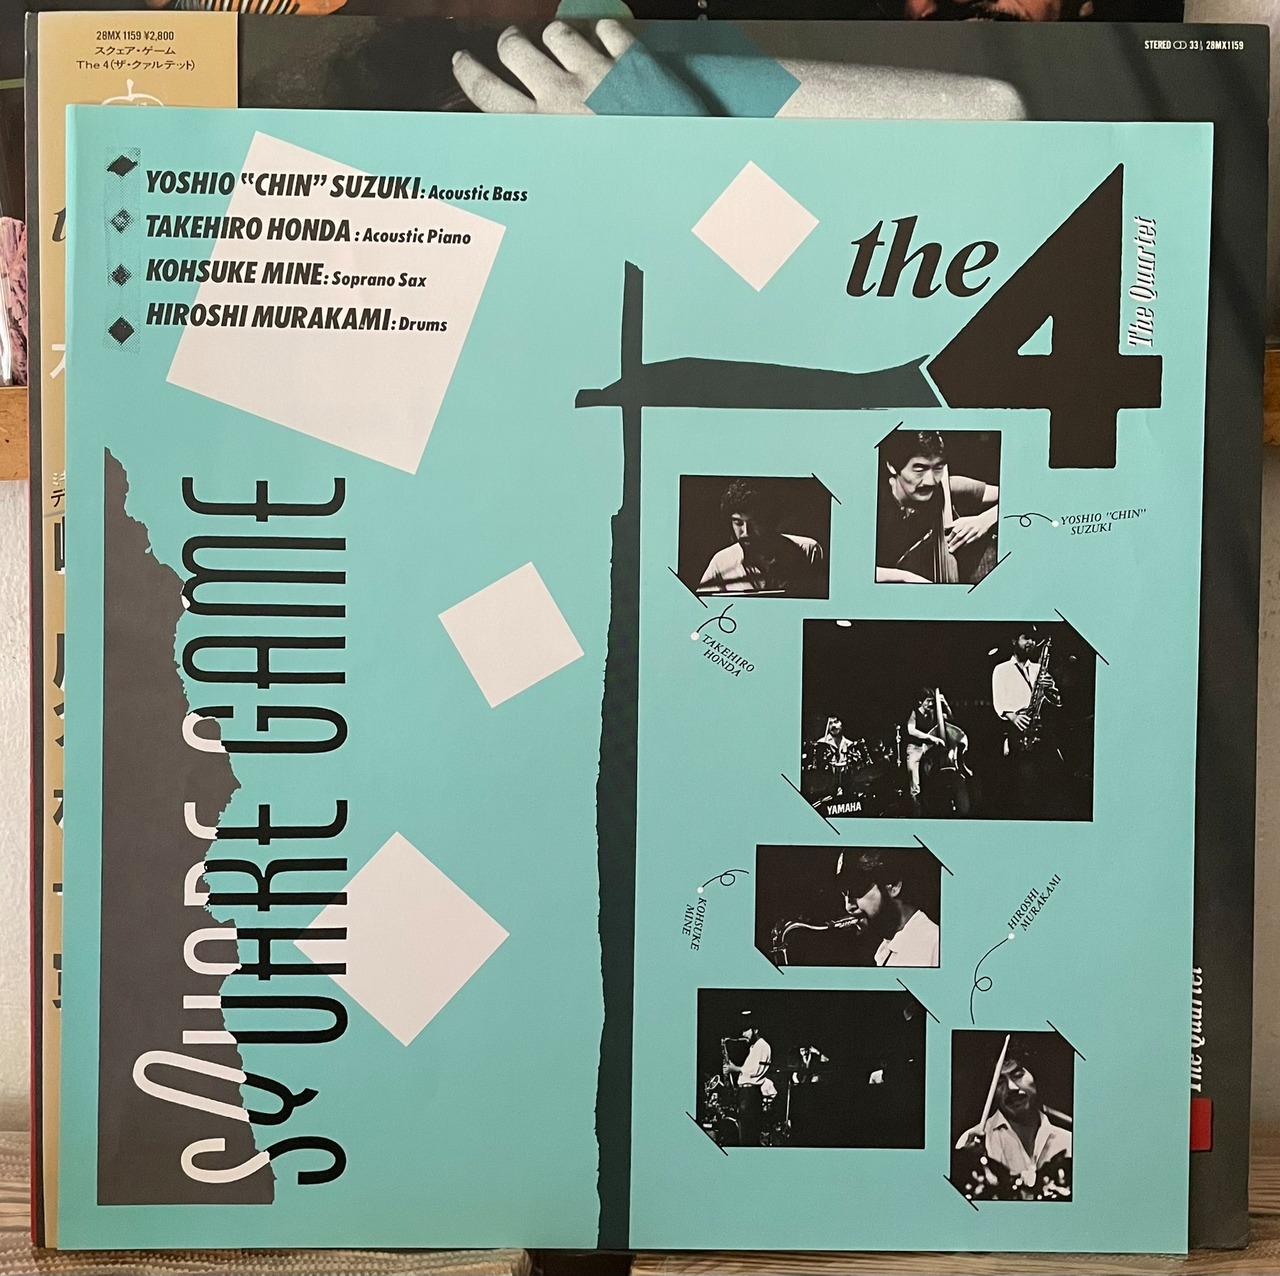 28MX 1159 ¥2,800
スクェア・ゲーム
The 4(ザ・クァルテット)
STEREO 33⅓ 28MX1159
YOSHIO "CHIN" SUZUKI: Acoustic Bass
TAKEHIRO HONDA: Acoustic Piano
KOHSUKE MINE: Soprano Sax
HIROSHI MURAKAMI: Drums
the 4
The Quartet
SQUARE GAME
YOSHIO "CHIN"
SUZUKI
TAKEHIRO
HONDA
YAMAHA
KOHSUKE
MINE
HIROSHI
MURAKAMI
The Quartet